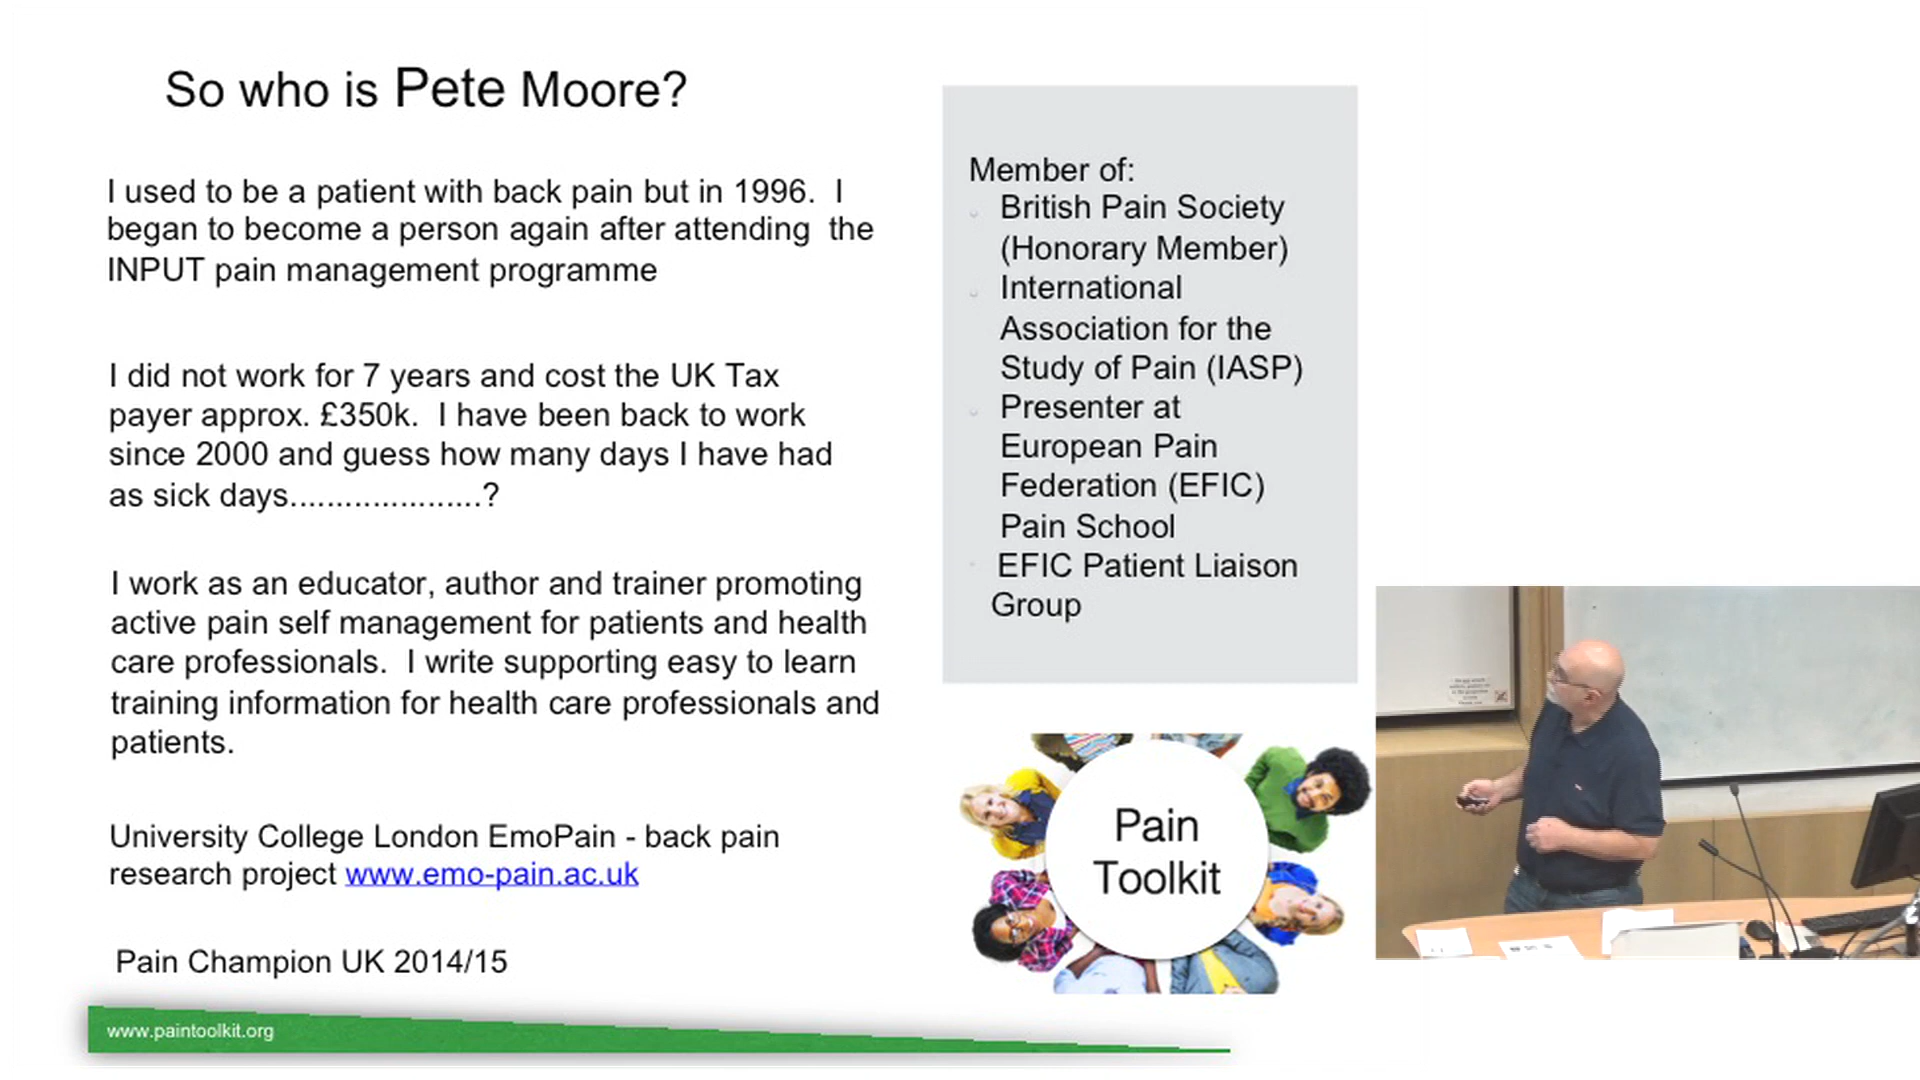 So who is Pete Moore?
I used to be a patient with back pain but in 1996. I
began to become a person again after attending the
INPUT pain management programme
I did not work for 7 years and cost the UK Tax
payer approx. £350k. I have been back to work
since 2000 and guess how many days I have had
as sick days......................?
I work as an educator, author and trainer promoting
active pain self management for patients and health
care professionals. I write supporting easy to learn
training information for health care professionals and
patients.
University College London EmoPain - back pain
research project www.emo-pain.ac.uk
Pain Champion UK 2014/15
www.paintoolkit.org
Member of:
British Pain Society
(Honorary Member)
International
Association for the
Study of Pain (IASP)
Presenter at
European Pain
Federation (EFIC)
Pain School
EFIC Patient Liaison
Group
Pain
Toolkit